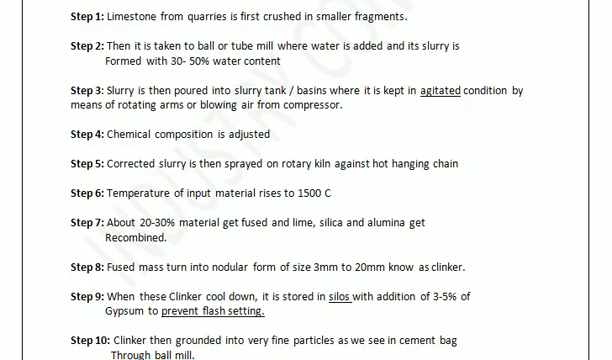 Step 1: Limestone from quarries is first crushed in smaller fragments.
Step 2: Then it is taken to ball or tube mill where water is added and its slurry is
Formed with 30- 50% water content
Step 3: Slurry is then poured into slurry tank / basins where it is kept in agitated condition by
means of rotating arms or blowing air from compressor.
Step 4: Chemical composition is adjusted
Step 5: Corrected slurry is then sprayed on rotary kiln against hot hanging chain
Step 6: Temperature of input material rises to 1500 C
Step 7: About 20-30% material get fused and lime, silica and alumina get
Recombined.
Step 8: Fused mass turn into nodular form of size 3mm to 20mm know as clinker.
Step 9: When these Clinker cool down, it is stored in silos with addition of 3-5% of
Gypsum to prevent flash setting.
Step 10: Clinker then grounded into very fine particles as we see in cement bag
Through ball mill.
INDUSTRY